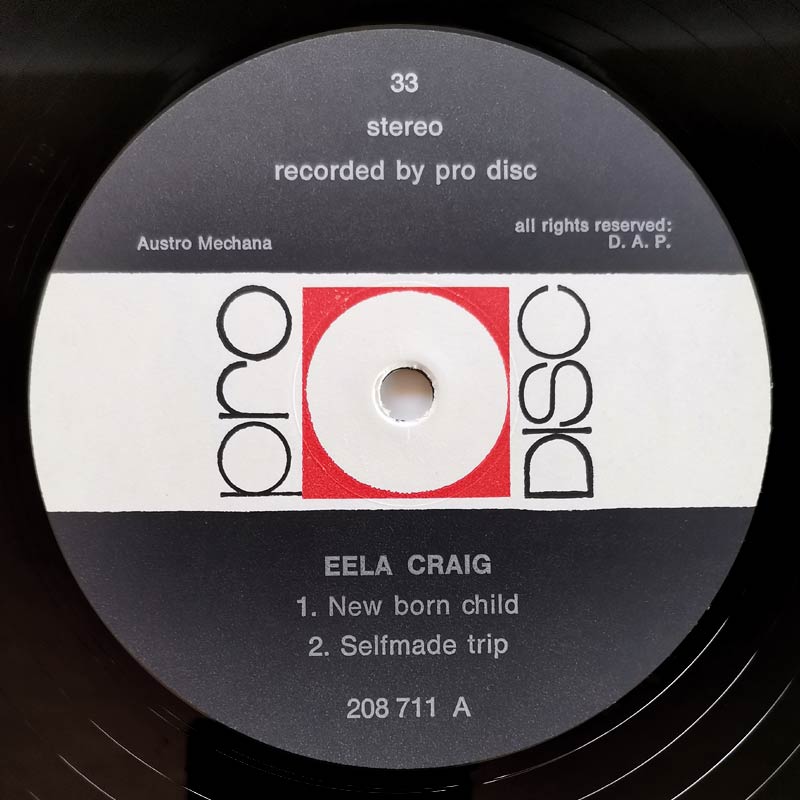 33
stereo
recorded by pro disc
all rights reserved:
Austro Mechana
D. A. P.
pro
DISC
EELA CRAIG
1. New born child
2. Selfmade trip
208 711 A